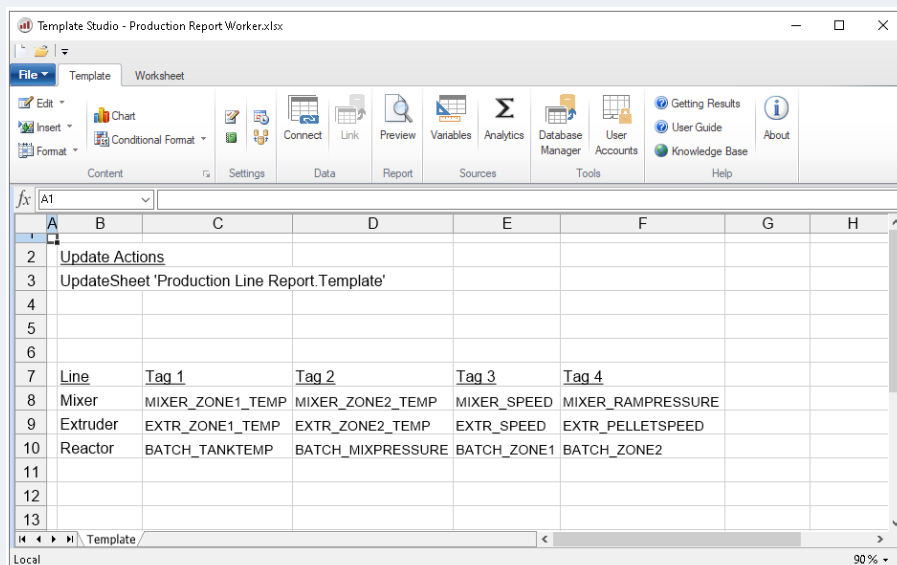 Template Studio - Production Report Worker.xlsx
File Template Worksheet
Edit
Insert
Format
Chart
Conditional Format
Content
Settings
Connect Link
Data
Preview
Report
Variables Analytics
Sources
Database Manager
User Accounts
Tools
Getting Results
User Guide
Knowledge Base
Help
About
fx A1
A B C D E F G H
1
2 Update Actions
3 UpdateSheet 'Production Line Report.Template'
4
5
6
7 Line Tag 1 Tag 2 Tag 3 Tag 4
8 Mixer MIXER_ZONE1_TEMP MIXER_ZONE2_TEMP MIXER_SPEED MIXER_RAMPRESSURE
9 Extruder EXTR_ZONE1_TEMP EXTR_ZONE2_TEMP EXTR_SPEED EXTR_PELLETSPEED
10 Reactor BATCH_TANKTEMP BATCH_MIXPRESSURE BATCH_ZONE1 BATCH_ZONE2
11
12
13
Template
Local 90%